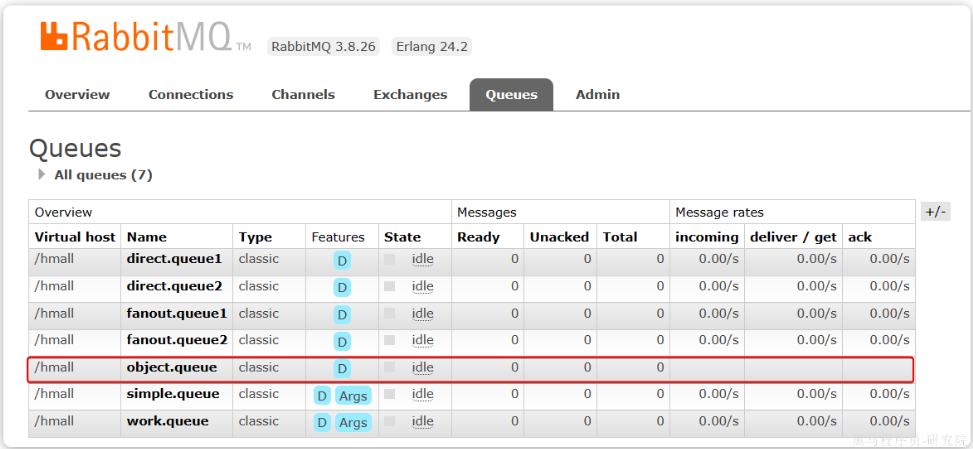 RabbitMQ TM RabbitMQ 3.8.26 Erlang 24.2
Overview Connections Channels Exchanges Queues Admin
Queues
All queues (7)
Overview Messages Message rates +/-
Virtual host Name Type Features State Ready Unacked Total incoming deliver / get ack
/hmall direct.queue1 classic D idle 0 0 0 0.00/s 0.00/s 0.00/s
/hmall direct.queue2 classic D idle 0 0 0 0.00/s 0.00/s 0.00/s
/hmall fanout.queue1 classic D idle 0 0 0 0.00/s 0.00/s 0.00/s
/hmall fanout.queue2 classic D idle 0 0 0 0.00/s 0.00/s 0.00/s
/hmall object.queue classic D idle 0 0 0
/hmall simple.queue classic D Args idle 0 0 0 0.00/s 0.00/s 0.00/s
/hmall work.queue classic D Args idle 0 0 0 0.00/s 0.00/s 0.00/s
黑马程序员-研究院